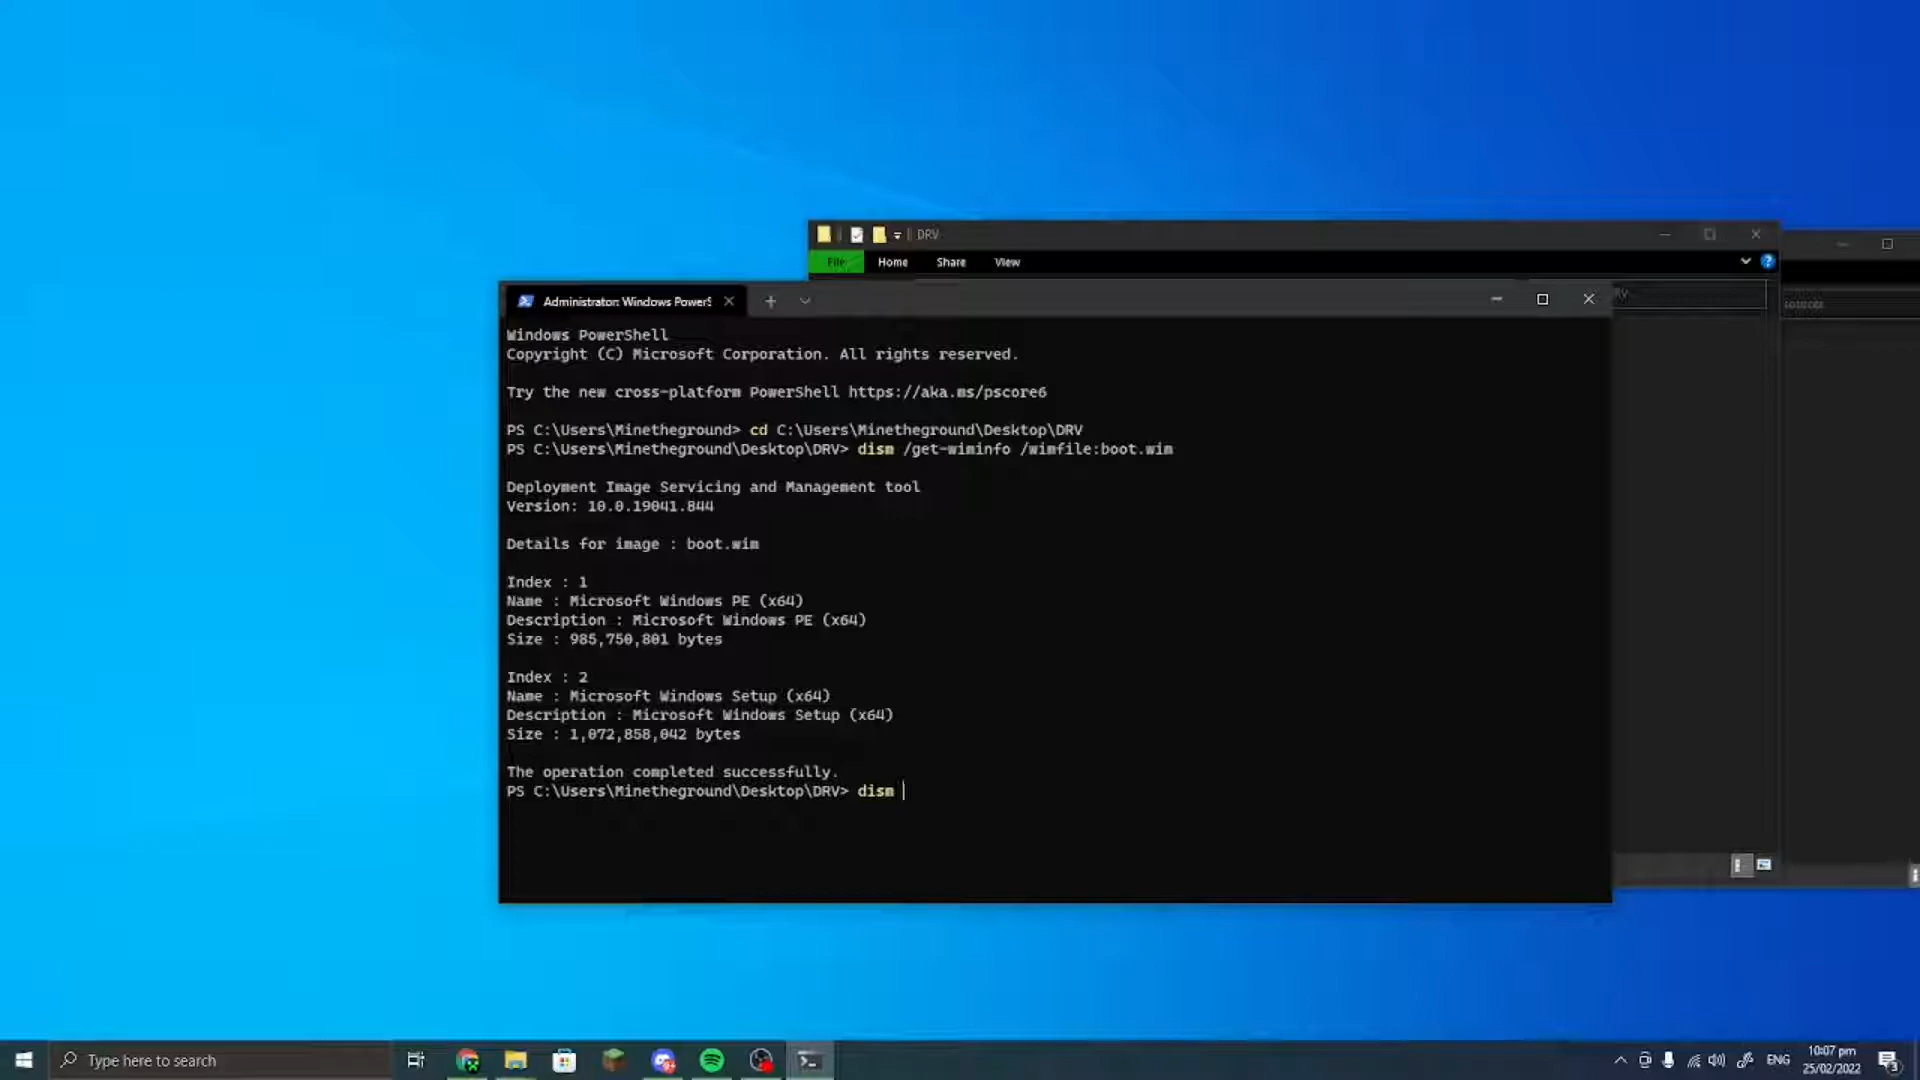 DRV
File
Home Share View
Administrator: Windows PowerS
Windows PowerShell
Copyright (C) Microsoft Corporation. All rights reserved.
Try the new cross-platform PowerShell https://aka.ms/pscore6
PS C:\Users\Minetheground> cd C:\Users\Minetheground\Desktop\DRV
PS C:\Users\Minetheground\Desktop\DRV> dism /get-wiminfo /wimfile:boot.wim
Deployment Image Servicing and Management tool
Version: 10.0.19041.844
Details for image : boot.wim
Index : 1
Name : Microsoft Windows PE (x64)
Description : Microsoft Windows PE (x64)
Size : 985,750,801 bytes
Index : 2
Name : Microsoft Windows Setup (x64)
Description : Microsoft Windows Setup (x64)
Size : 1,072,858,042 bytes
The operation completed successfully.
PS C:\Users\Minetheground\Desktop\DRV> dism
Type here to search
ENG
10:07 pm
25/02/2022
3